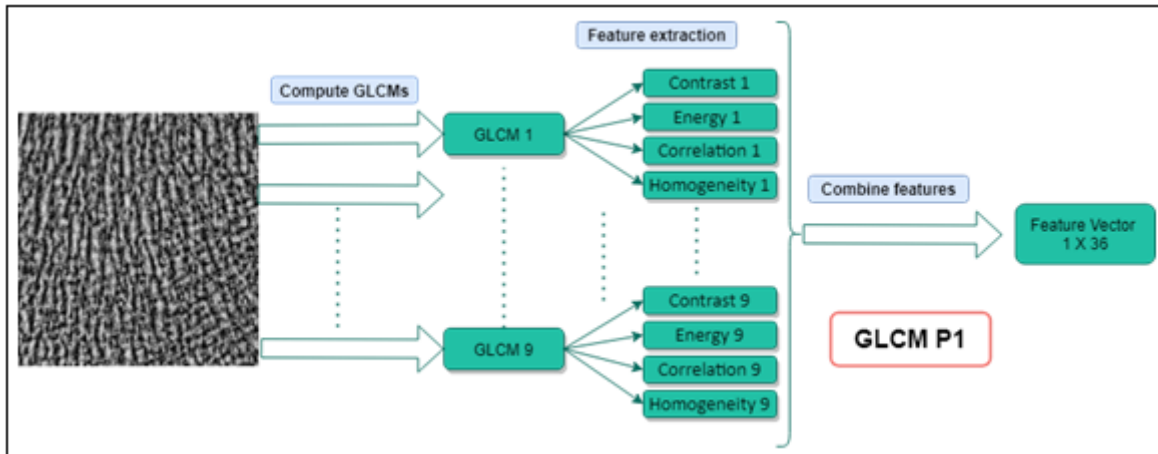 Feature extraction
Compute GLCMs
Contrast 1
Energy 1
Correlation 1
Homogeneity 1
GLCM 1
Combine features
Feature Vector
1 X 36
Contrast 9
Energy 9
Correlation 9
Homogeneity 9
GLCM 9
GLCM P1